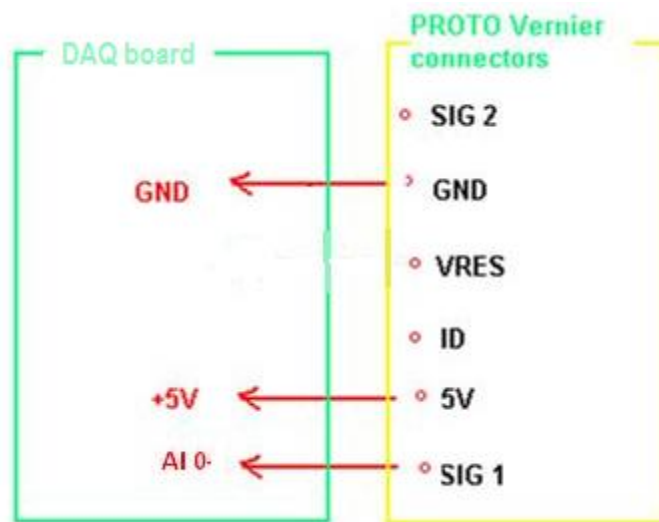 DAQ board
PROTO Vernier
connectors
SIG 2
GND
GND
VRES
ID
+5V
5V
AI 0-
SIG 1